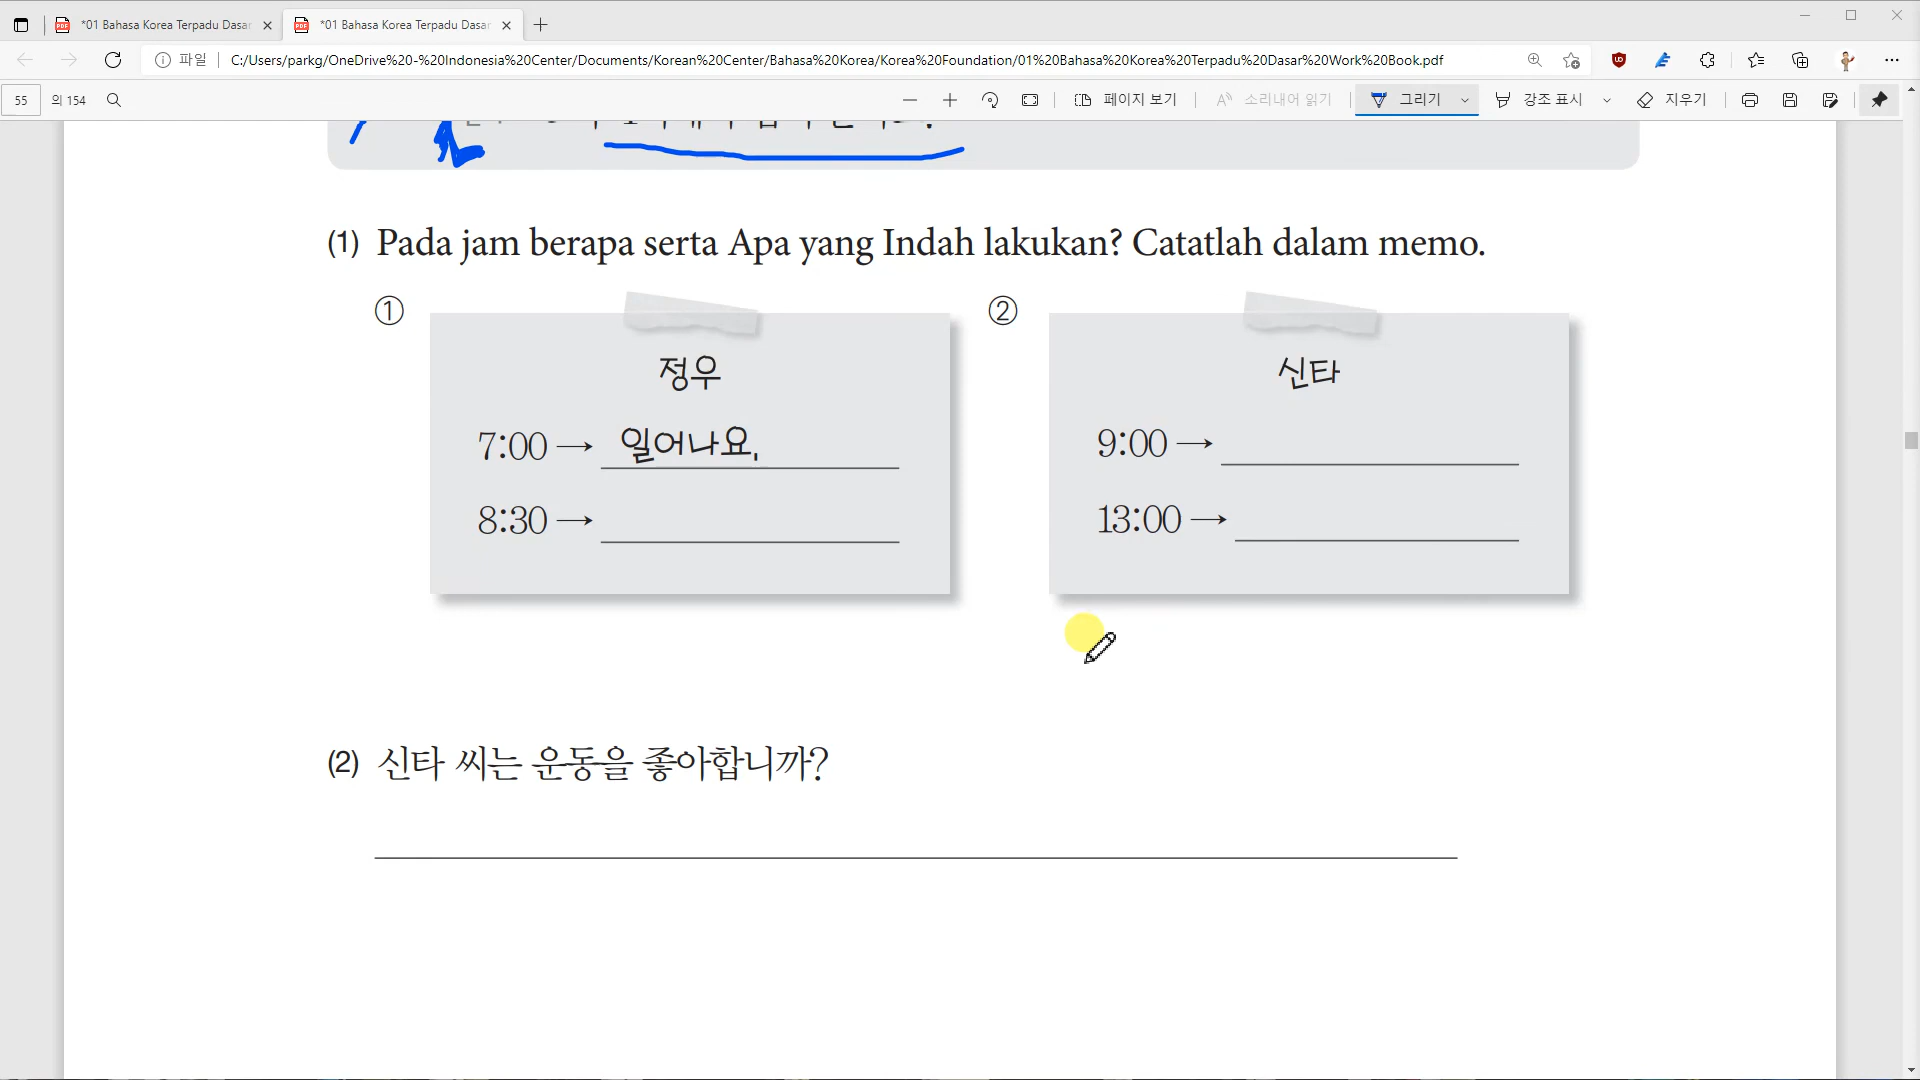 *01 Bahasa Korea Terpadu Dasar
*01 Bahasa Korea Terpadu Dasar
파일
C:/Users/parkg/OneDrive%20-%20Indonesia%20Center/Documents/Korean%20Center/Bahasa%20Korea/Korea%20Foundation/01%20Bahasa%20Korea%20Terpadu%20Dasar%20Work%20Book.pdf
55 의 154 페이지 보기 소리내어 읽기 그리기 강조 표시 지우기
(1) Pada jam berapa serta Apa yang Indah lakukan? Catatlah dalam memo.
①
정우
7:00 → 일어나요.
8:30 →
②
신타
9:00 →
13:00 →
(2) 신타 씨는 운동을 좋아합니까?